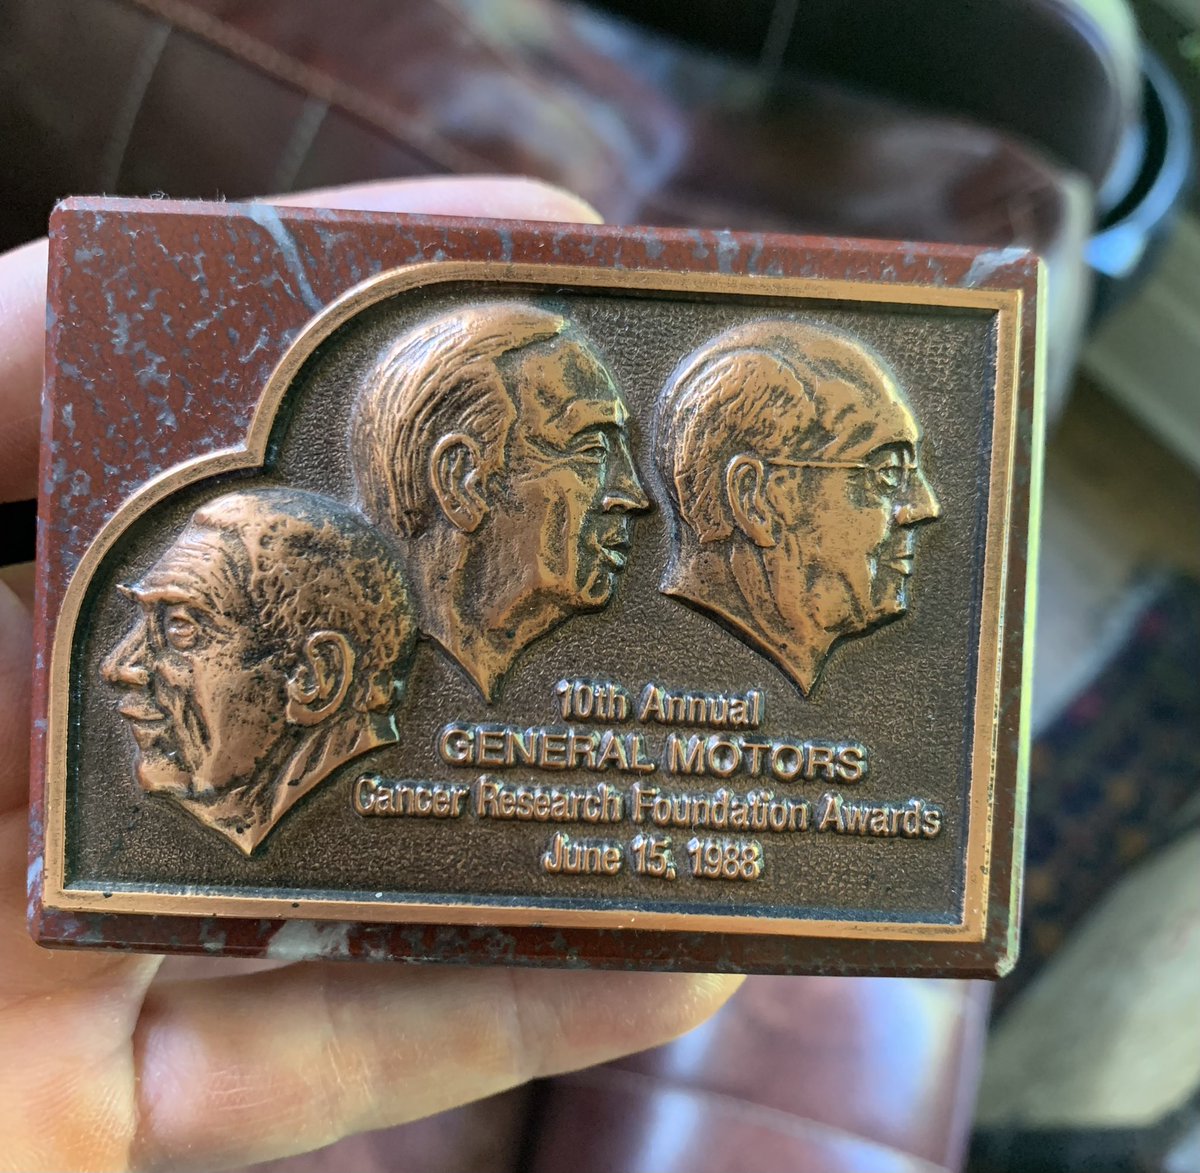 10th Annual
GENERAL MOTORS
Cancer Research Foundation Awards
June 15, 1988